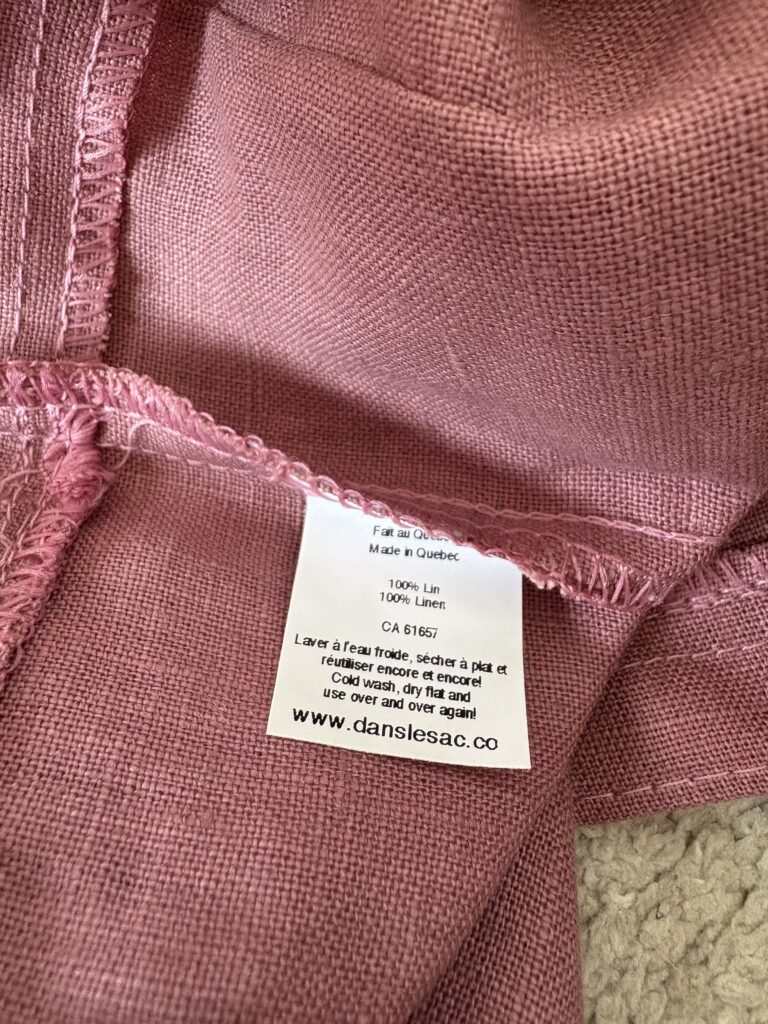 Fait au Québec
Made in Quebec
100% Lin
100% Linen
CA 61657
Laver à l'eau froide, sécher à plat et
réutiliser encore et encore!
Cold wash, dry flat and
use over and over again!
www.danslesac.co